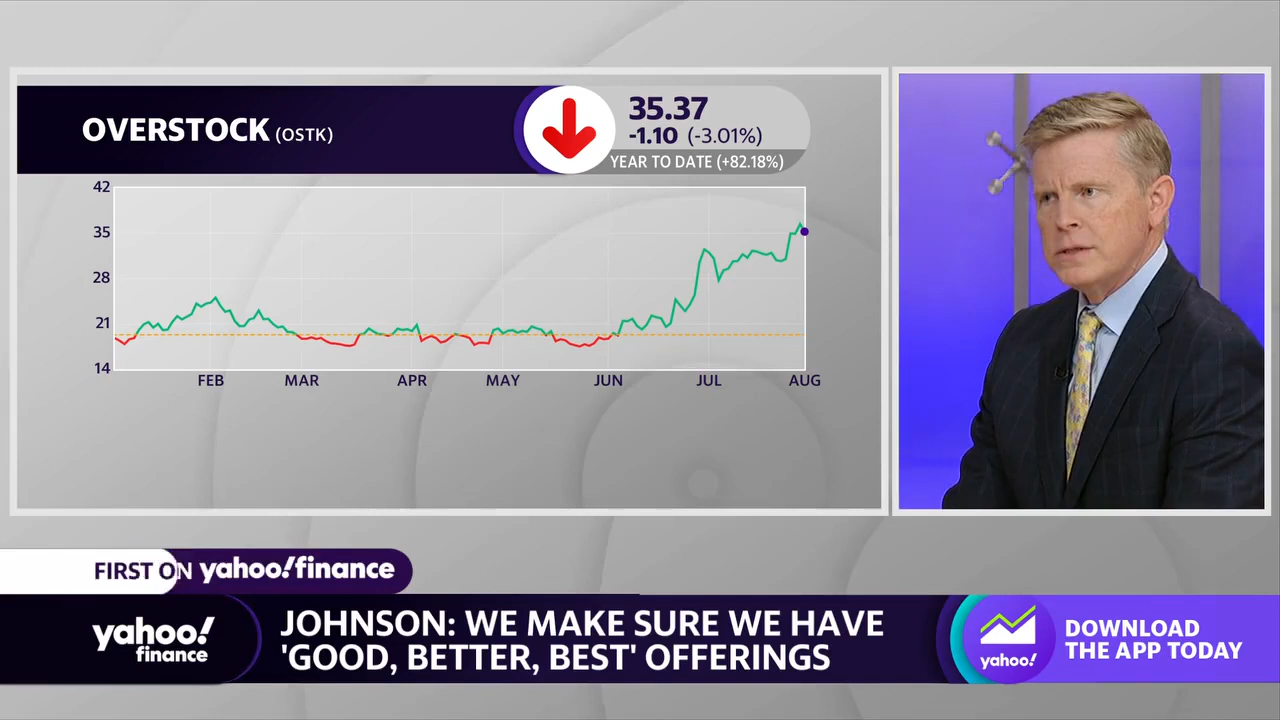 OVERSTOCK (OSTK)
35.37
-1.10 (-3.01%)
YEAR TO DATE (+82.18%)
42
35
28
21
14
FEB MAR APR MAY JUN JUL AUG
FIRST ON yahoo!finance
yahoo!
finance
JOHNSON: WE MAKE SURE WE HAVE
'GOOD, BETTER, BEST' OFFERINGS
yahoo!
DOWNLOAD
THE APP TODAY